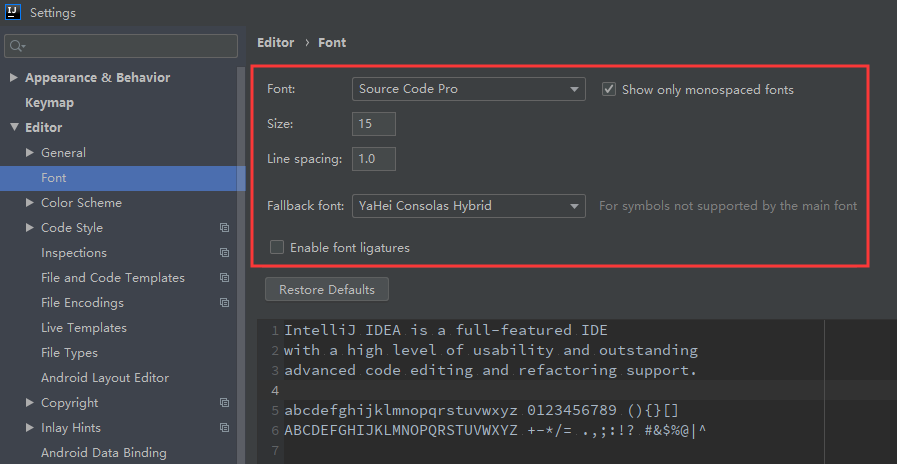 IJ Settings
Editor › Font
Appearance & Behavior
Keymap
Editor
General
Font
Color Scheme
Code Style
Inspections
File and Code Templates
File Encodings
Live Templates
File Types
Android Layout Editor
Copyright
Inlay Hints
Android Data Binding
Font: Source Code Pro Show only monospaced fonts
Size: 15
Line spacing: 1.0
Fallback font: YaHei Consolas Hybrid For symbols not supported by the main font
Enable font ligatures
Restore Defaults
1 IntelliJ IDEA is a full-featured IDE
2 with a high level of usability and outstanding
3 advanced code editing and refactoring support.
4
5 abcdefghijklmnopqrstuvwxyz 0123456789 (){}[]
6 ABCDEFGHIJKLMNOPQRSTUVWXYZ +-*/= .,;:!? #&$%@|^
7